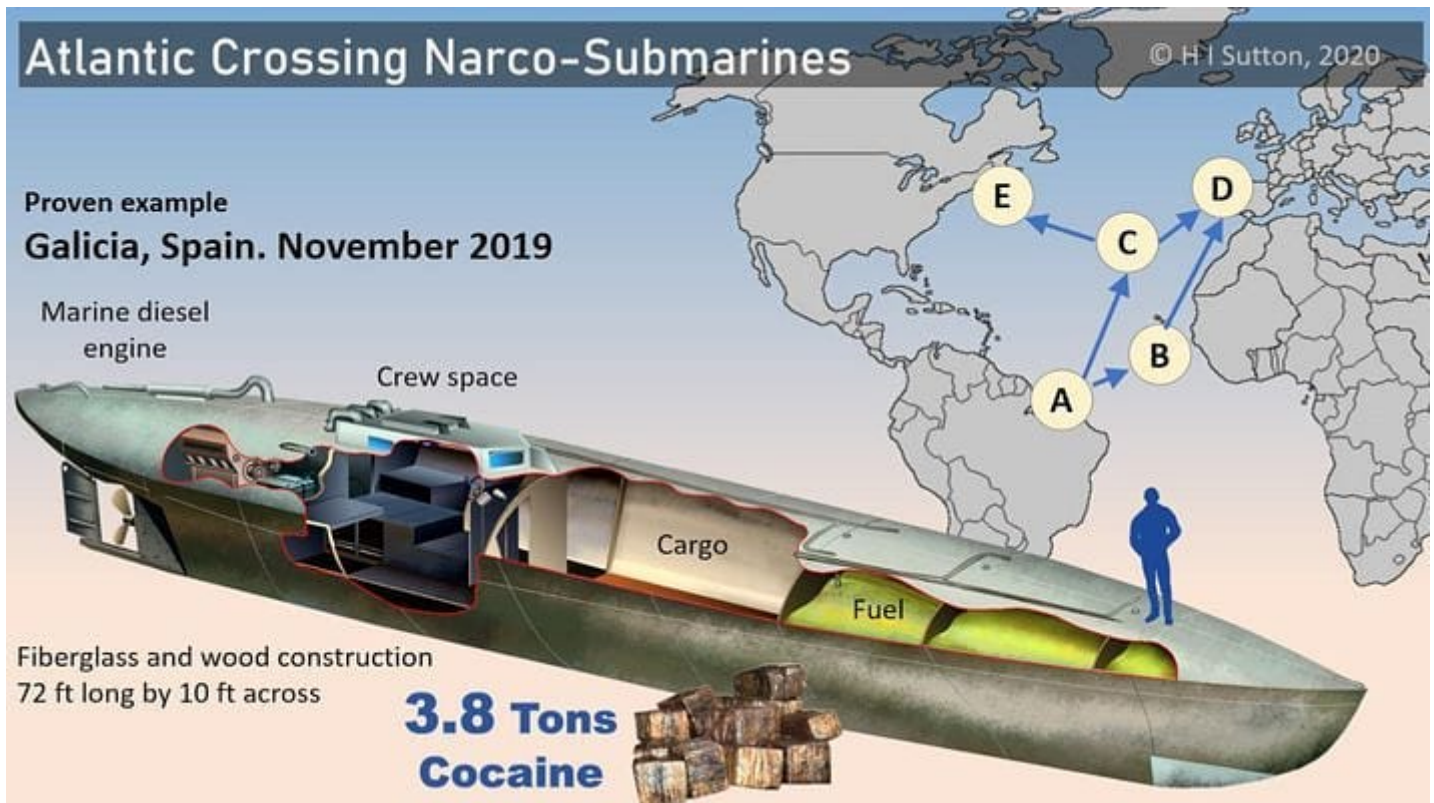 Atlantic Crossing Narco-Submarines
© H I Sutton, 2020
Proven example
Galicia, Spain. November 2019
E
D
C
B
A
Marine diesel
engine
Crew space
Cargo
Fuel
Fiberglass and wood construction
72 ft long by 10 ft across
3.8 Tons
Cocaine